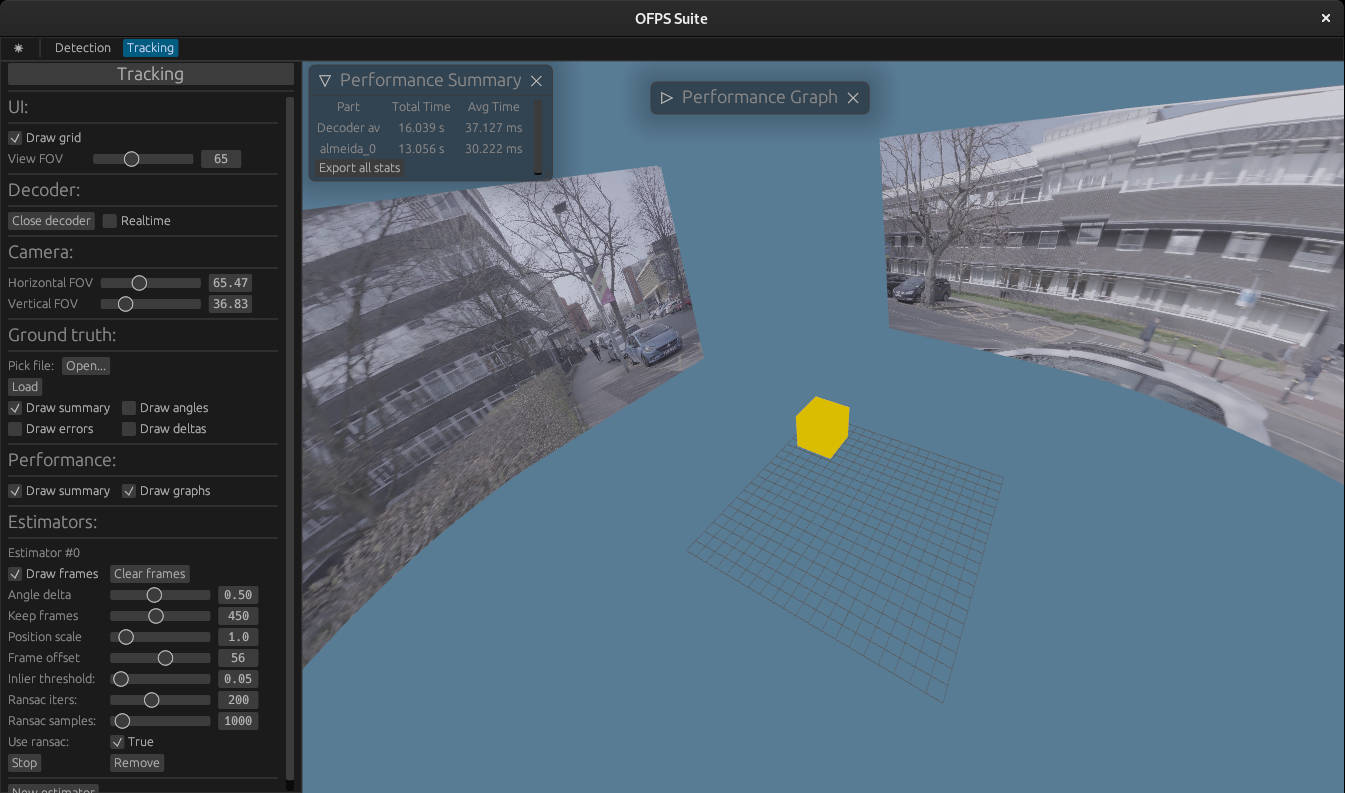 OFPS Suite
Detection Tracking
Tracking
UI:
Draw grid
View FOV 65
Decoder:
Close decoder Realtime
Camera:
Horizontal FOV 65.47
Vertical FOV 36.83
Ground truth:
Pick file: Open...
Load
Draw summary Draw angles
Draw errors Draw deltas
Performance:
Draw summary Draw graphs
Estimators:
Estimator #0
Draw frames Clear frames
Angle delta 0.50
Keep frames 450
Position scale 1.0
Frame offset 56
Inlier threshold: 0.05
Ransac iters: 200
Ransac samples: 1000
Use ransac: True
Stop Remove
New estimator
Performance Summary
Part Total Time Avg Time
Decoder av 16.039 s 37.127 ms
almeida_0 13.056 s 30.222 ms
Export all stats
Performance Graph